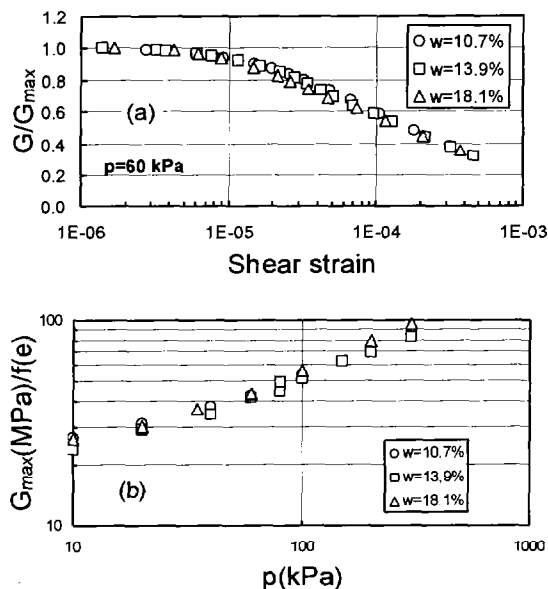 1.2
1.0
0.8
0.6
0.4
0.2
0.0
G/Gmax
(a)
p=60 kPa
w=10.7%
w=13.9%
w=18.1%
1E-06 1E-05 1E-04 1E-03
Shear strain
100
10
Gmax(MPa)/f(e)
(b)
w=10.7%
w=13.9%
w=18.1%
10 100 1000
p(kPa)